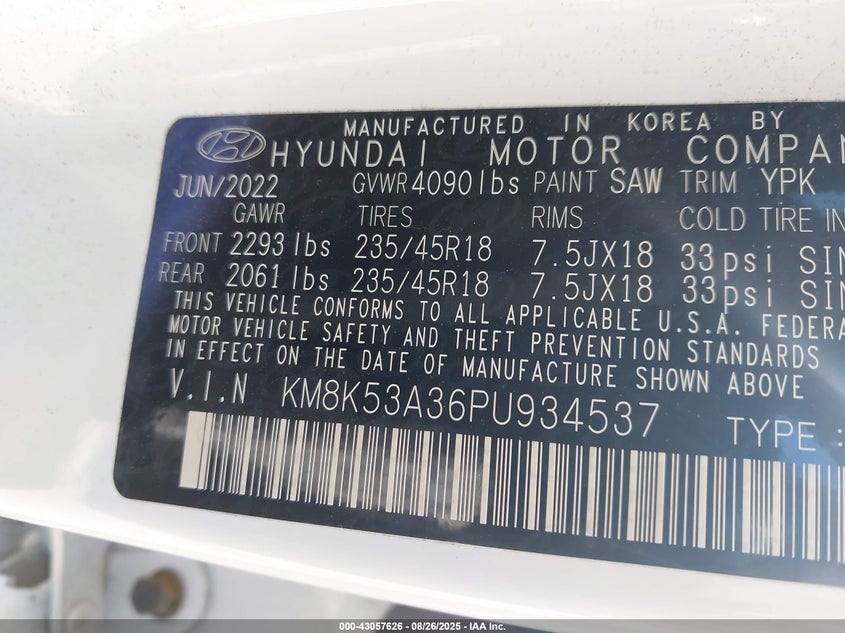 MANUFACTURED IN KOREA BY
HYUNDAI MOTOR COMPAN
JUN/2022 GVWR 4090 lbs PAINT SAW TRIM YPK
GAWR TIRES RIMS COLD TIRE IN
FRONT 2293 lbs 235/45R18 7.5JX18 33psi SIN
REAR 2061 lbs 235/45R18 7.5JX18 33psi SIN
THIS VEHICLE CONFORMS TO ALL APPLICABLE U.S.A. FEDERA
MOTOR VEHICLE SAFETY AND THEFT PREVENTION STANDARDS
IN EFFECT ON THE DATE OF MANUFACTURE SHOWN ABOVE
V.I.N KM8K53A36PU934537 TYPE :
000-43057626 - 08/26/2025 - IAA Inc.